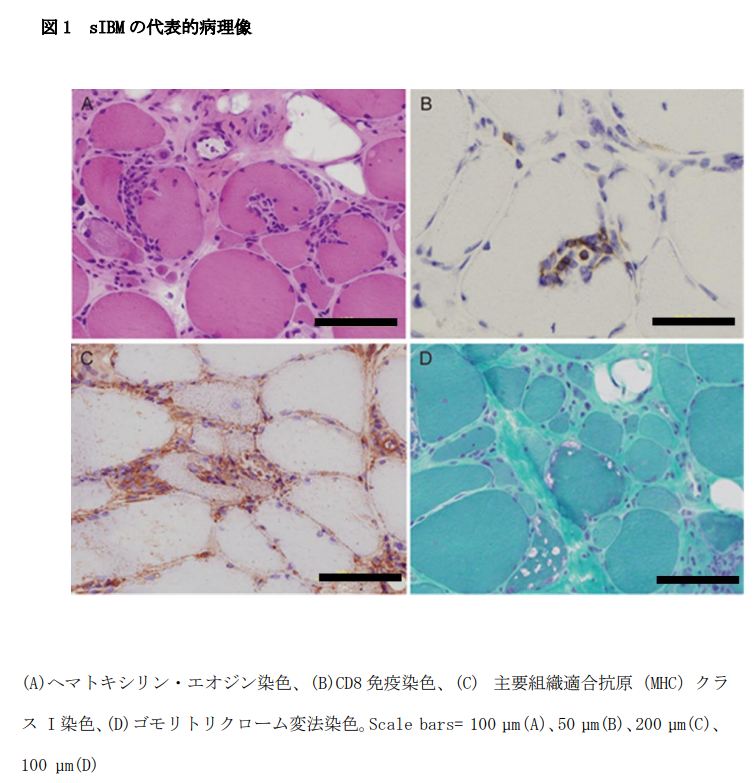 図1 sIBMの代表的病理像
A
B
C
D
(A)ヘマトキシリン・エオジン染色、(B)CD8免疫染色、(C) 主要組織適合抗原 (MHC) クラ
ス I染色、(D)ゴモリトリクローム変法染色。Scale bars= 100 µm(A)、50 µm(B)、200 µm(C)、
100 µm(D)